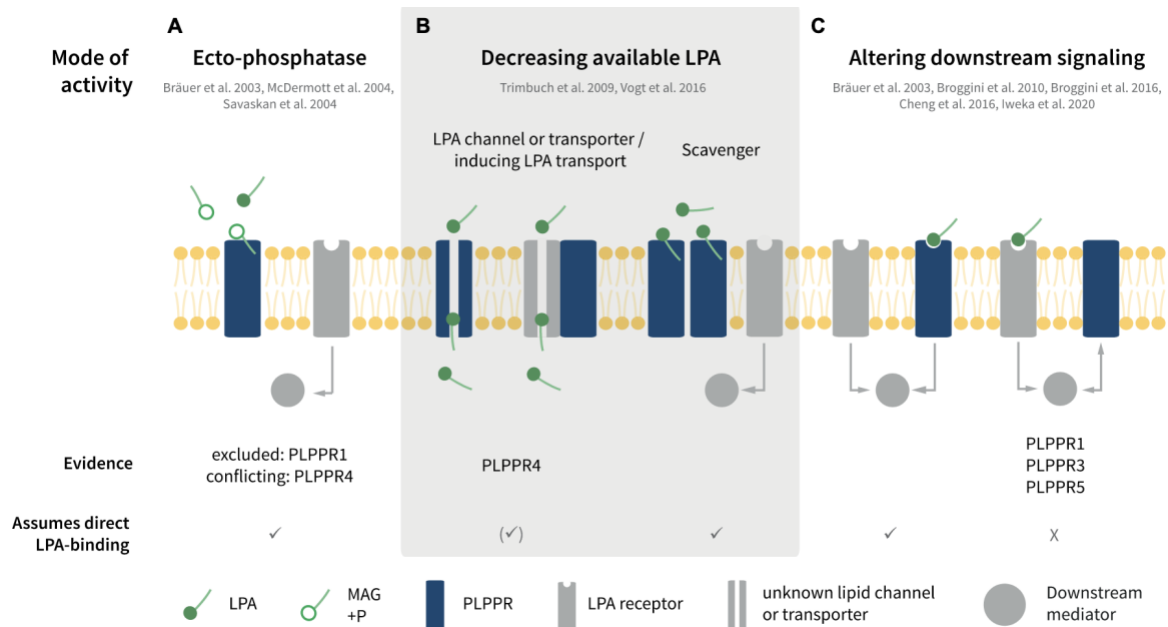 A
B
C
Mode of
activity
Ecto-phosphatase
Bräuer et al. 2003, McDermott et al. 2004,
Savaskan et al. 2004
Decreasing available LPA
Trimbuch et al. 2009, Vogt et al. 2016
Altering downstream signaling
Bräuer et al. 2003, Broggini et al. 2010, Broggini et al. 2016,
Cheng et al. 2016, Iweka et al. 2020
LPA channel or transporter /
inducing LPA transport
Scavenger
Evidence
excluded: PLPPR1
conflicting: PLPPR4
PLPPR4
PLPPR1
PLPPR3
PLPPR5
Assumes direct
LPA-binding
✓
(✓)
✓
✓
X
LPA
MAG
+P
PLPPR
LPA receptor
unknown lipid channel
or transporter
Downstream
mediator